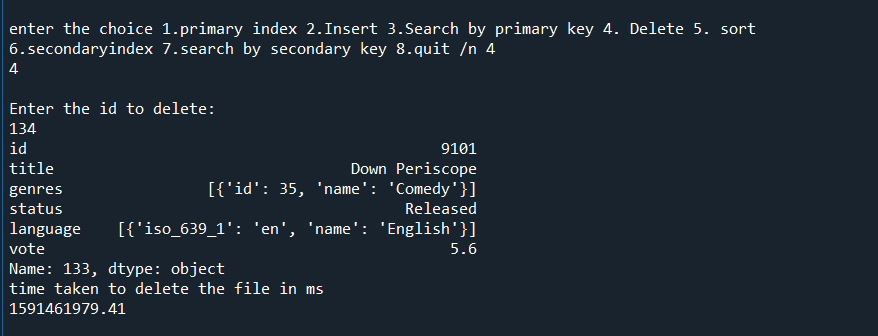 enter the choice 1.primary index 2.Insert 3.Search by primary key 4. Delete 5. sort
6.secondaryindex 7.search by secondary key 8.quit /n 4
4
Enter the id to delete:
134
id 9101
title Down Periscope
genres [{'id': 35, 'name': 'Comedy'}]
status Released
language [{'iso_639_1': 'en', 'name': 'English'}]
vote 5.6
Name: 133, dtype: object
time taken to delete the file in ms
1591461979.41